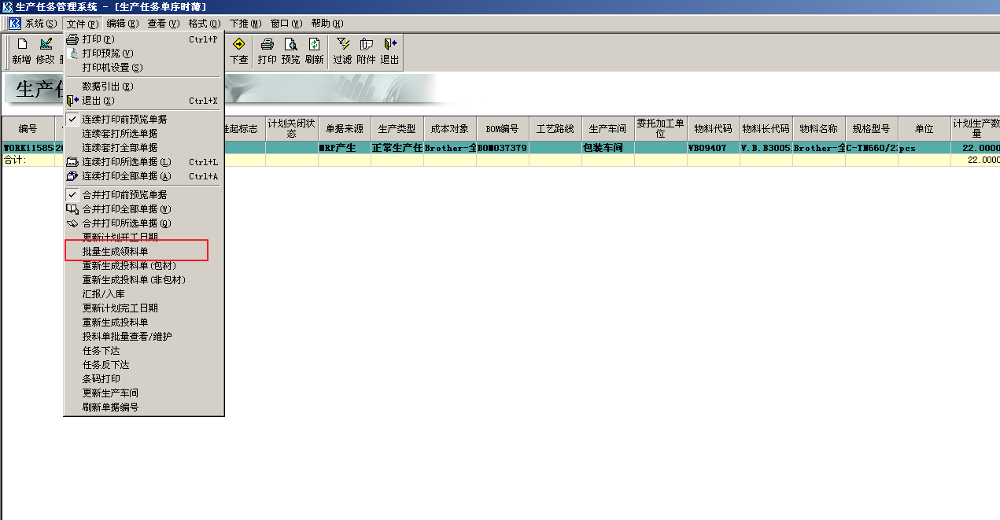 生产任务管理系统 - [生产任务单序时薄]
系统(S) 文件(F) 编辑(E) 查看(V) 格式(O) 下推(M) 窗口(W) 帮助(H)
新增 修改 下查 打印 预览 刷新 过滤 附件 退出
生产任
打印(P) Ctrl+P
打印预览(V)
打印机设置(S)
数据引出(E)
退出(X) Ctrl+X
连续打印前预览单据
连续套打所选单据
连续套打全部单据
连续打印所选单据(L) Ctrl+L
连续打印全部单据(A) Ctrl+A
合并打印前预览单据
合并打印全部单据(W)
合并打印所选单据(Q)
更新计划开工日期
批量生成领料单
重新生成投料单(包材)
重新生成投料单(非包材)
汇报/入库
更新计划完工日期
重新生成投料单
投料单批量查看/维护
任务下达
任务反下达
条码打印
更新生产车间
刷新单据编号
编号 挂起标志 计划关闭状态 单据来源 生产类型 成本对象 BOM编号 工艺路线 生产车间 委托加工单位 物料代码 物料长代码 物料名称 规格型号 单位 计划生产数量
WORK11585 20 MRP产生 正常生产任 Brother-全 BOM037379 包装车间 VB09407 V.B.B3005 Brother-全 C-TN660/23 pcs 22.0000
合计: 22.0000